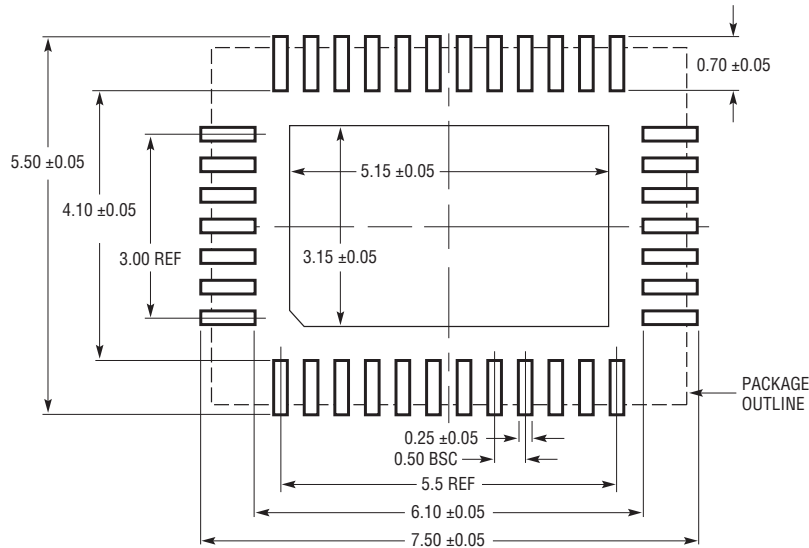 0.70 ±0.05
5.50 ±0.05
5.15 ±0.05
4.10 ±0.05
3.00 REF
3.15 ±0.05
PACKAGE
OUTLINE
0.25 ±0.05
0.50 BSC
5.5 REF
6.10 ±0.05
7.50 ±0.05